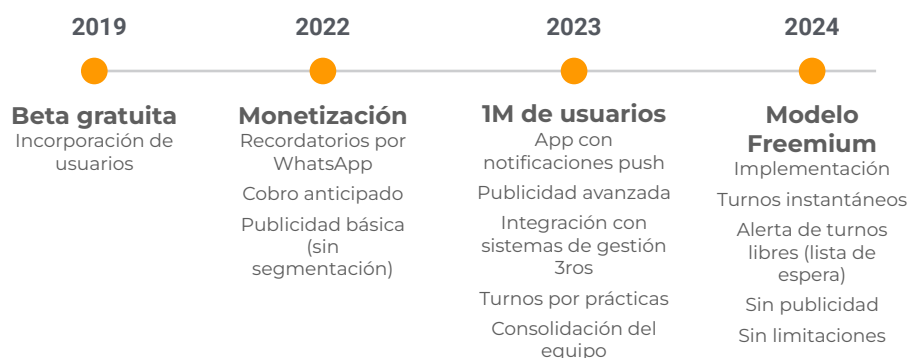 2019
Beta gratuita
Incorporación de
usuarios
2022
Monetización
Recordatorios por
WhatsApp
Cobro anticipado
Publicidad básica
(sin
segmentación)
2023
1M de usuarios
App con
notificaciones push
Publicidad avanzada
Integración con
sistemas de gestión
3ros
Turnos por prácticas
Consolidación del
equipo
2024
Modelo
Freemium
Implementación
Turnos instantáneos
Alerta de turnos
libres (lista de
espera)
Sin publicidad
Sin limitaciones